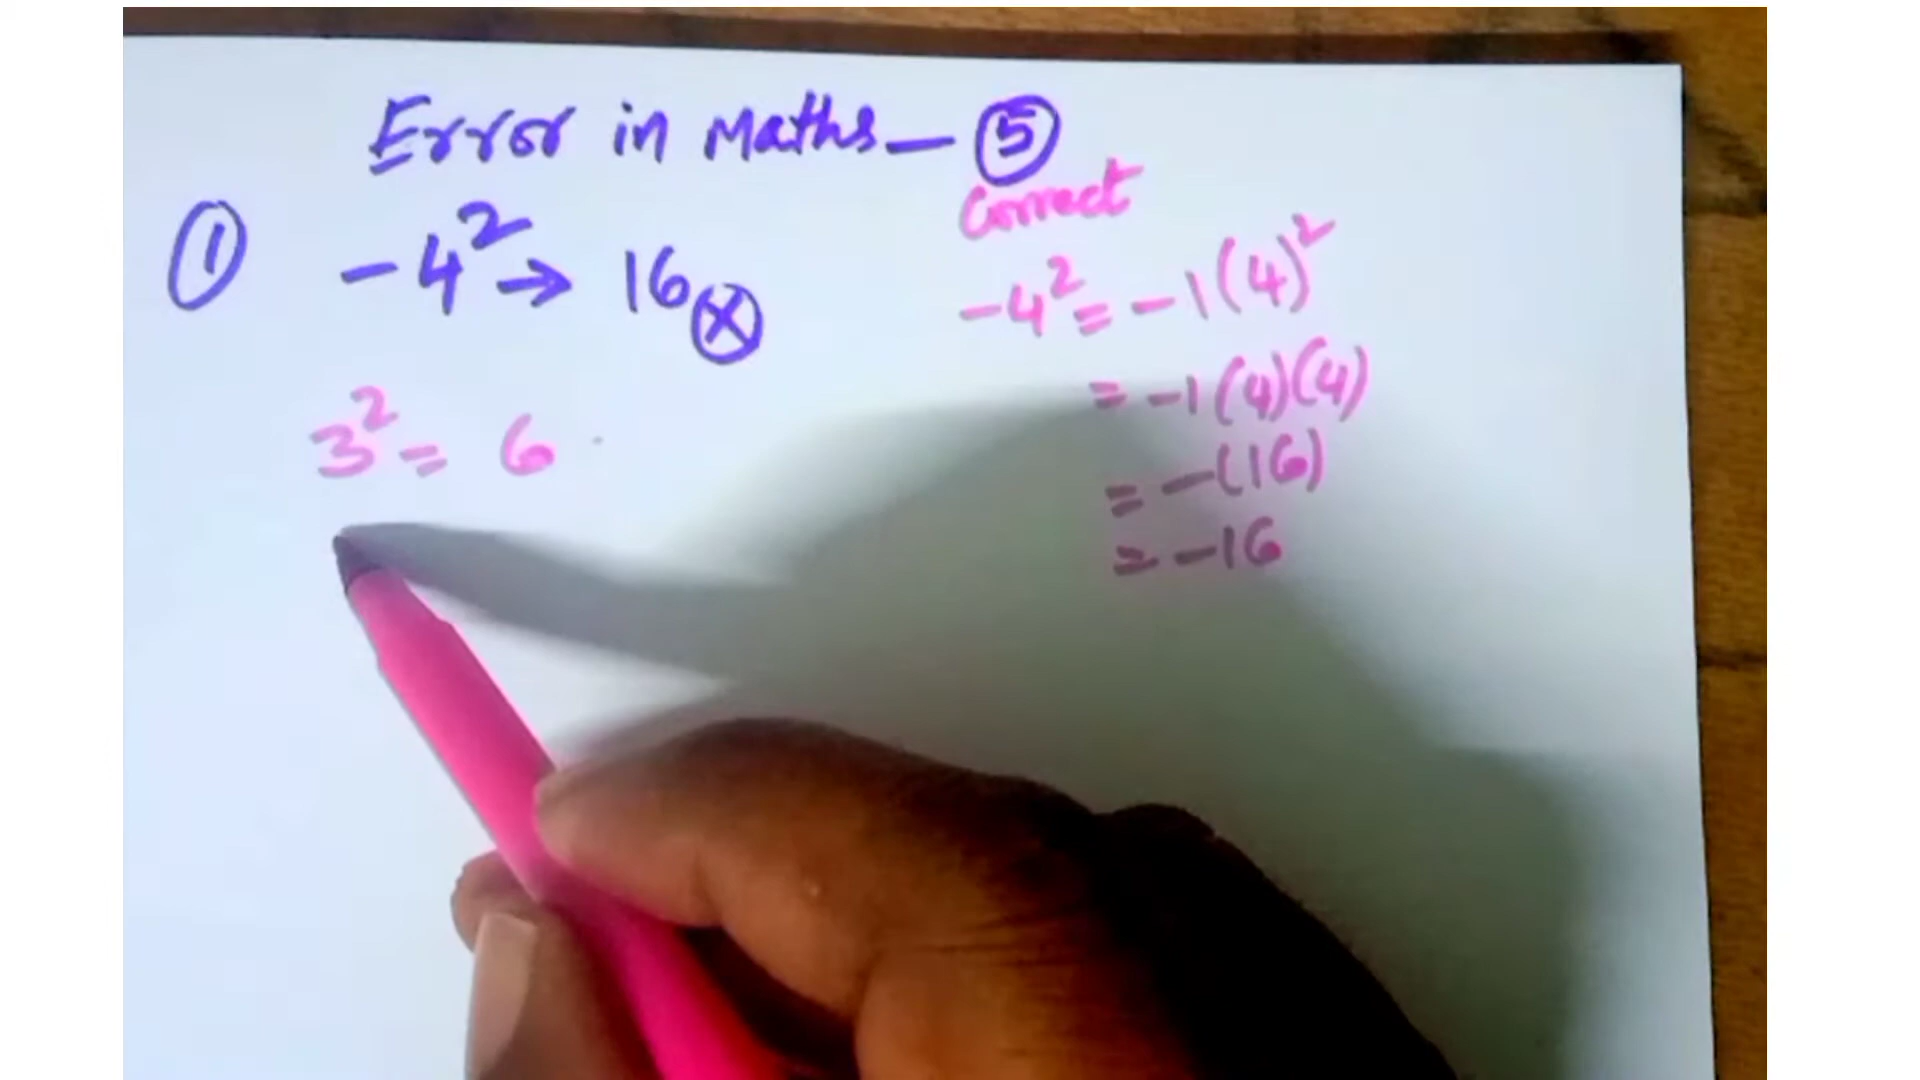 Error in Maths - ⑤
① -4² → 16 ⓧ
3² = 6
Correct
-4² = -1(4)²
= -1(4)(4)
= -(16)
= -16